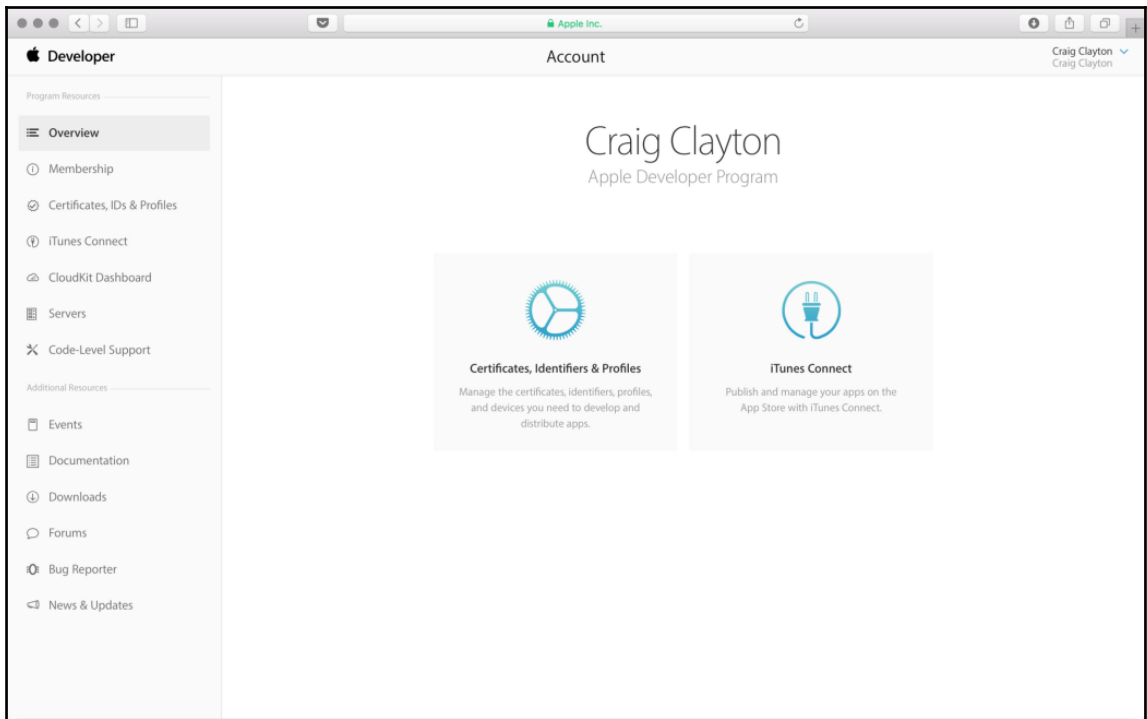 Apple Inc.
Developer
Account
Craig Clayton
Craig Clayton
Program Resources
Overview
Membership
Certificates, IDs & Profiles
iTunes Connect
CloudKit Dashboard
Servers
Code-Level Support
Additional Resources
Events
Documentation
Downloads
Forums
Bug Reporter
News & Updates
Craig Clayton
Apple Developer Program
Certificates, Identifiers & Profiles
Manage the certificates, identifiers, profiles,
and devices you need to develop and
distribute apps.
iTunes Connect
Publish and manage your apps on the
App Store with iTunes Connect.